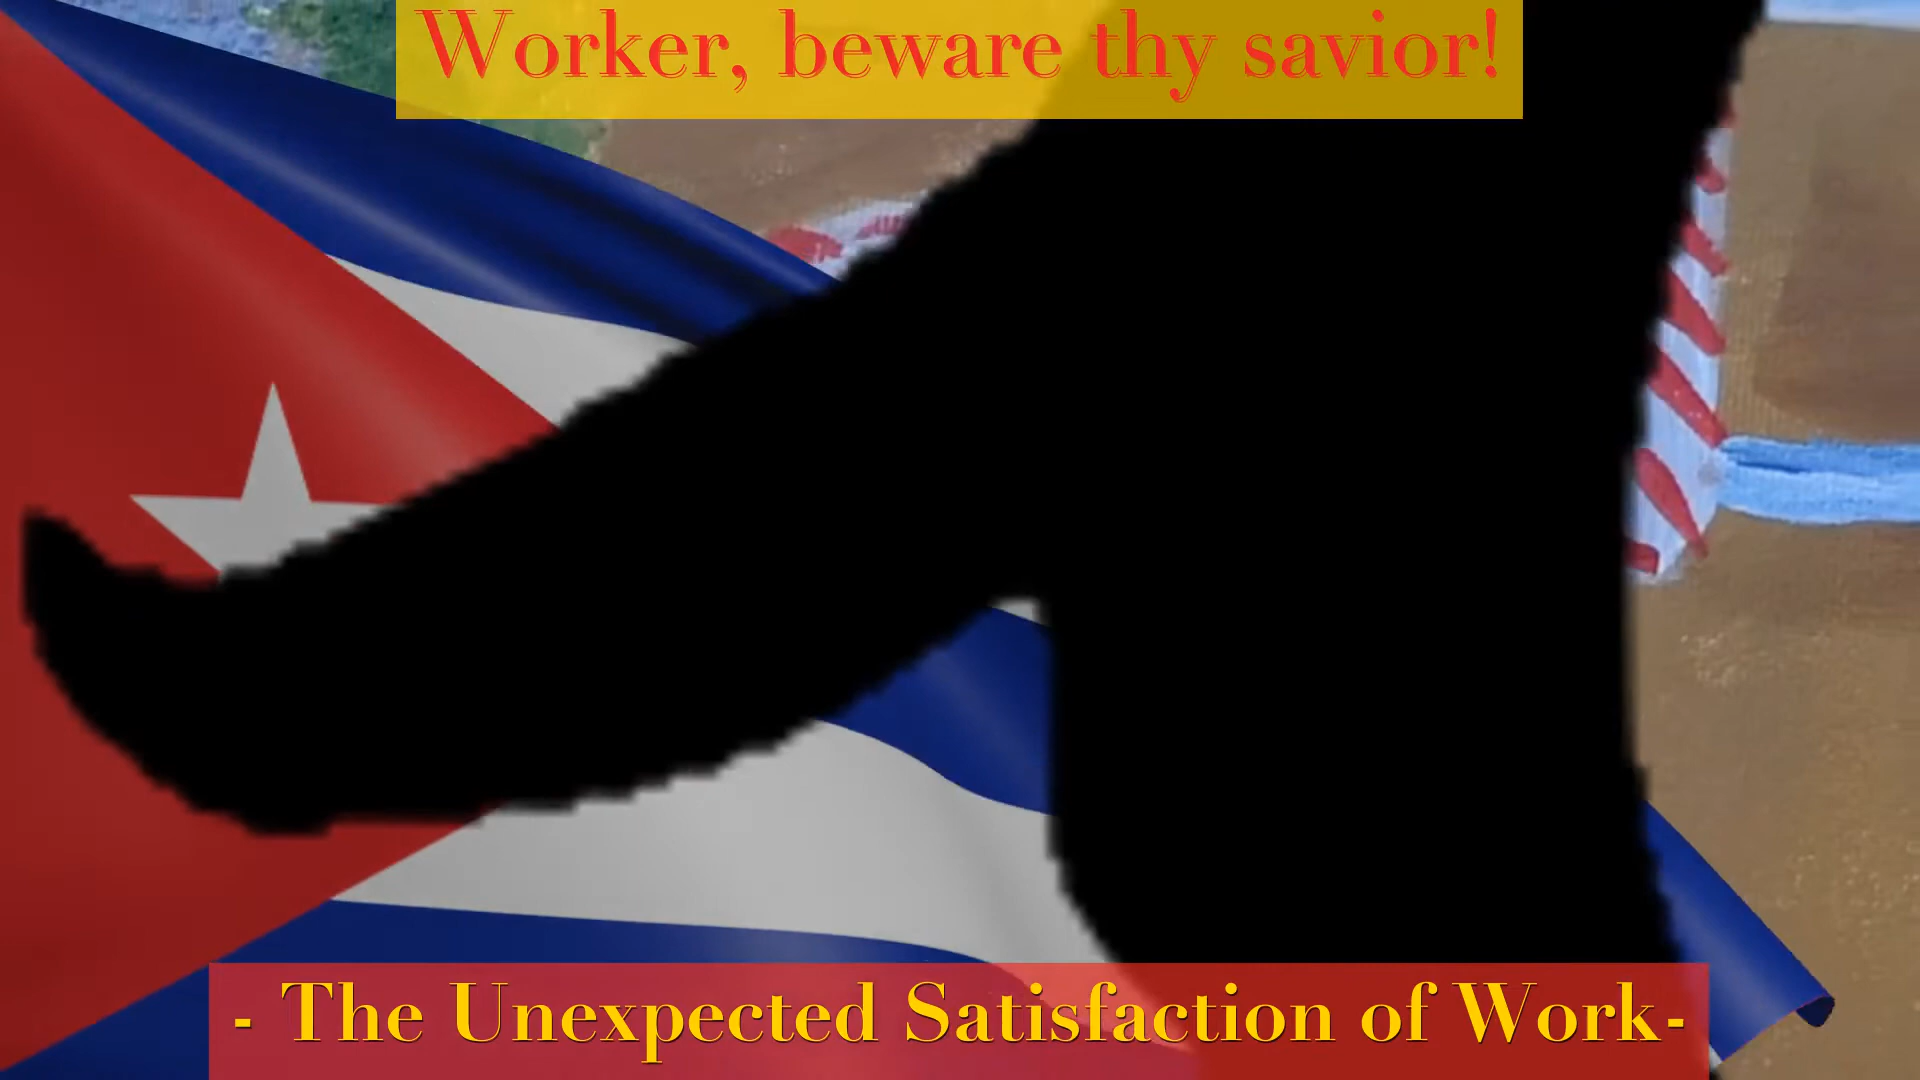 Worker, beware thy savior!
- The Unexpected Satisfaction of Work-